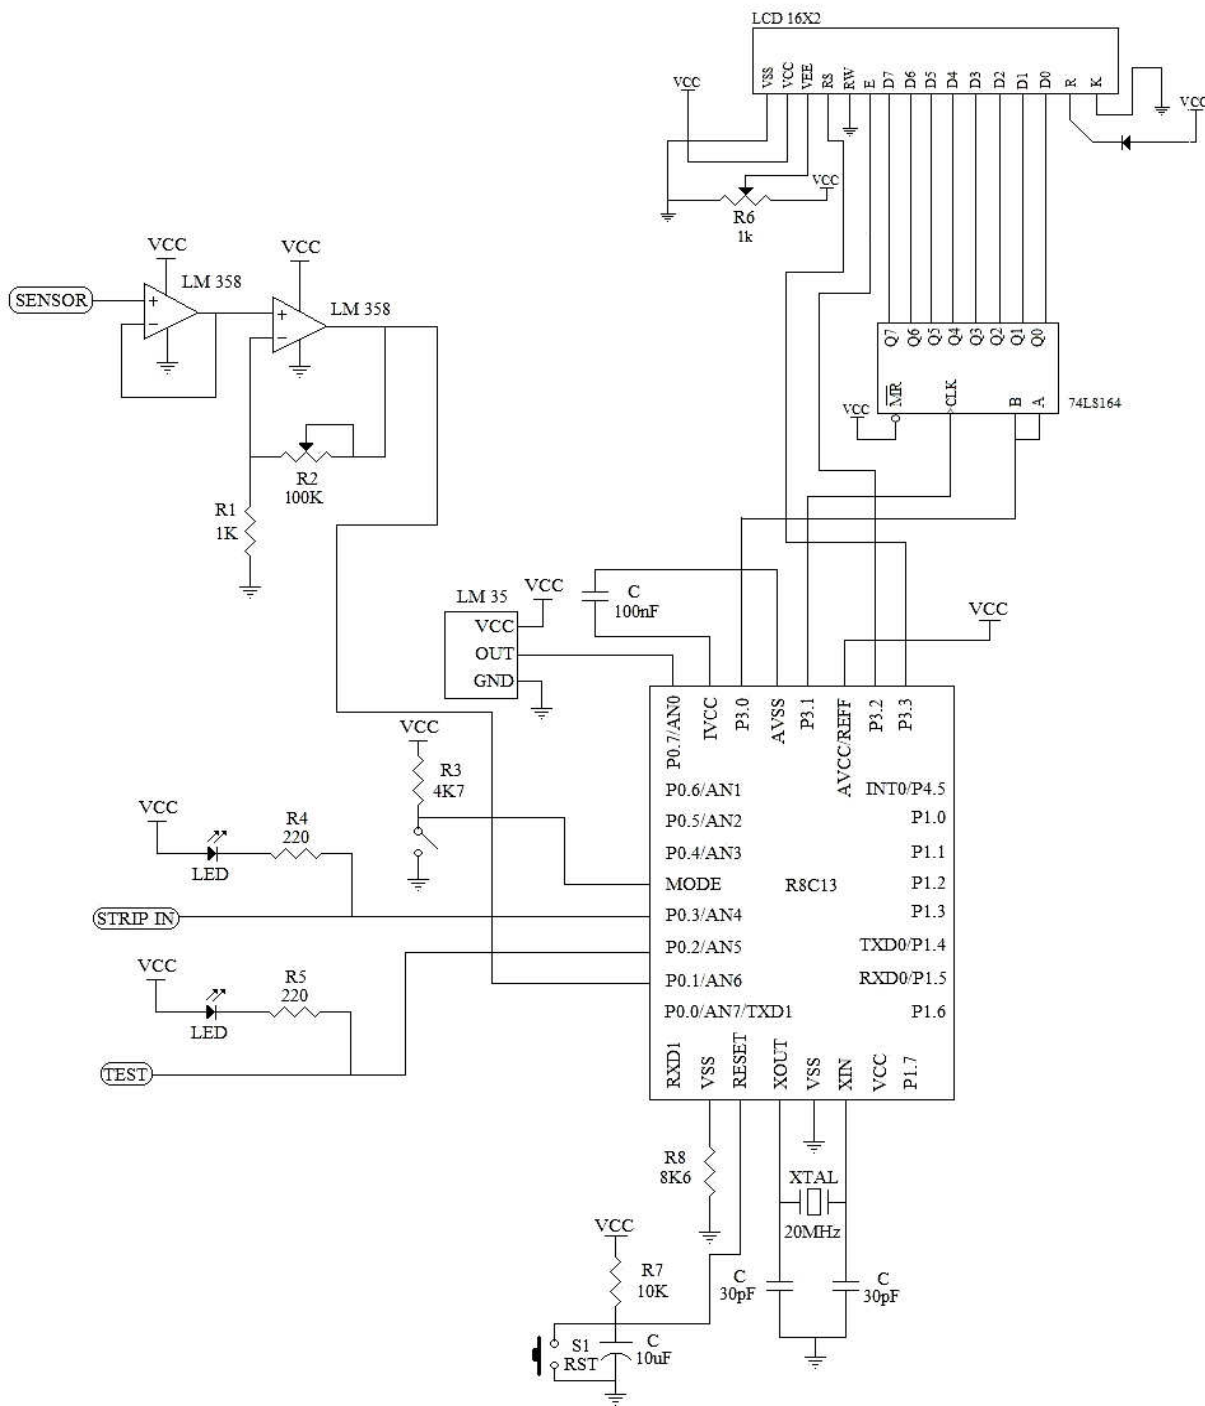 LCD 16X2
VSS
VCC
VEE
RS
RW
E
D7
D6
D5
D4
D3
D2
D1
D0
R
K
VCC
VCC
VCC
R6
1k
VCC
VCC
LM 358
LM 358
SENSOR
+
−
+
−
R2
100K
R1
1K
Q7
Q6
Q5
Q4
Q3
Q2
Q1
Q0
MR
CLK
B
A
VCC
74LS164
LM 35
VCC
VCC
OUT
GND
C
100nF
VCC
P0.7/AN0
IVCC
P3.0
AVSS
P3.1
AVCC/REFF
P3.2
P3.3
VCC
R3
4K7
P0.6/AN1
INT0/P4.5
P0.5/AN2
P1.0
P0.4/AN3
P1.1
MODE
R8C13
P1.2
P0.3/AN4
P1.3
P0.2/AN5
TXD0/P1.4
P0.1/AN6
RXD0/P1.5
P0.0/AN7/TXD1
P1.6
VCC
R4
220
LED
STRIP IN
VCC
R5
220
LED
TEST
RXD1
VSS
RESET
XOUT
VSS
XIN
VCC
P1.7
R8
8K6
XTAL
20MHz
VCC
R7
10K
C
30pF
C
30pF
S1
RST
C
10uF